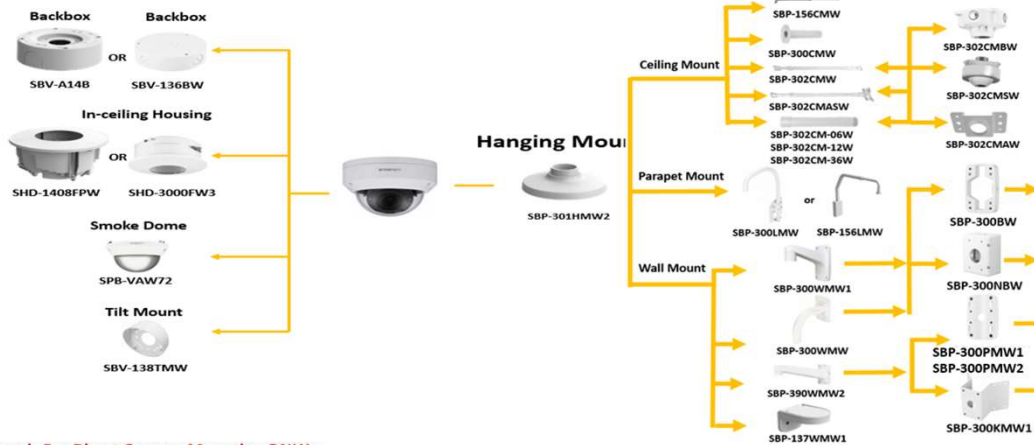 Backbox
Backbox
OR
SBV-A14B
SBV-136BW
In-ceiling Housing
OR
SHD-1408FPW
SHD-3000FW3
Smoke Dome
SPB-VAW72
Tilt Mount
SBV-138TMW
Hanging Mou
SBP-301HMW2
Ceiling Mount
SBP-156CMW
SBP-300CMW
SBP-302CMW
SBP-302CMASW
SBP-302CM-06W
SBP-302CM-12W
SBP-302CM-36W
SBP-302CMBW
SBP-302CMSW
SBP-302CMAW
Parapet Mount
or
SBP-300LMW
SBP-156LMW
Wall Mount
SBP-300WMW1
SBP-300WMW
SBP-390WMW2
SBP-137WMW1
SBP-300BW
SBP-300NBW
SBP-300PMW1
SBP-300PMW2
SBP-300KMW1